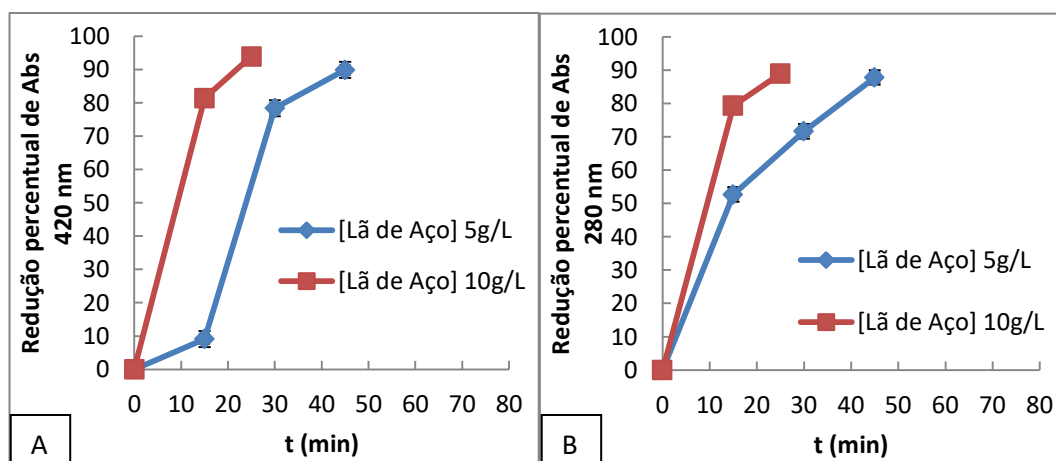 Redução percentual de Abs
420 nm
100
90
80
70
60
50
40
30
20
10
0
[Lã de Aço] 5g/L
[Lã de Aço] 10g/L
0 10 20 30 40 50 60 70 80
t (min)
A
Redução percentual de Abs
280 nm
100
90
80
70
60
50
40
30
20
10
0
[Lã de Aço] 5g/L
[Lã de Aço] 10g/L
0 10 20 30 40 50 60 70 80
t (min)
B